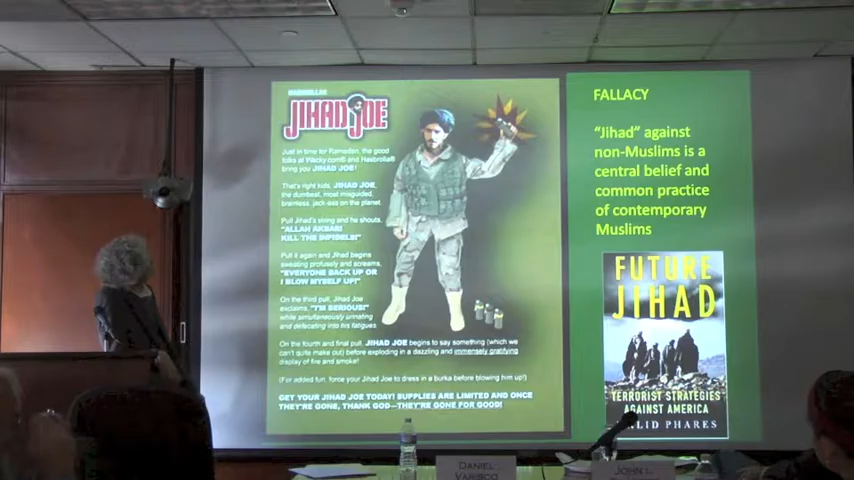 JIHAD JOE
Just in time for Ramadan, the good
folks at Wacky.com® and Hasbrolla®
bring you JIHAD JOE!
That's right kids, JIHAD JOE,
the dumbest, most misguided,
brainless, jack-ass on the planet.
Pull Jihad's string and he shouts,
"ALLAH AKBAR!
KILL THE INFIDELS!"
Pull it again and Jihad begins
sweating profusely and screams,
"EVERYONE BACK UP OR
I BLOW MYSELF UP!"
On the third pull, Jihad Joe
exclaims, "I'M SERIOUS!"
while simultaneously urinating
and defecating into his fatigues.
On the fourth and final pull, JIHAD JOE begins to say something (which we
can't quite make out) before exploding in a dazzling and immensely gratifying
display of fire and smoke!
(For added fun, force your Jihad Joe to dress in a burka before blowing him up!)
GET YOUR JIHAD JOE TODAY! SUPPLIES ARE LIMITED AND ONCE
THEY'RE GONE, THANK GOD—THEY'RE GONE FOR GOOD!
FALLACY
"Jihad" against
non-Muslims is a
central belief and
common practice
of contemporary
Muslims
FUTURE
JIHAD
TERRORIST STRATEGIES
AGAINST AMERICA
WALID PHARES
DANIEL
VARISCO
JOHN L.